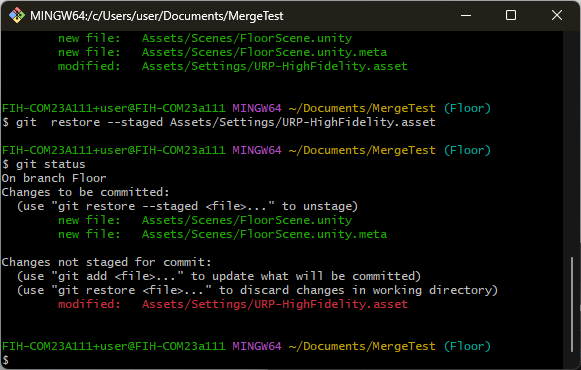 MINGW64:/c/Users/user/Documents/MergeTest
new file:   Assets/Scenes/FloorScene.unity
new file:   Assets/Scenes/FloorScene.unity.meta
modified:   Assets/Settings/URP-HighFidelity.asset
FIH-COM23A111+user@FIH-COM23a111 MINGW64 ~/Documents/MergeTest (Floor)
$ git  restore --staged Assets/Settings/URP-HighFidelity.asset
FIH-COM23A111+user@FIH-COM23a111 MINGW64 ~/Documents/MergeTest (Floor)
$ git status
On branch Floor
Changes to be committed:
  (use "git restore --staged <file>..." to unstage)
        new file:   Assets/Scenes/FloorScene.unity
        new file:   Assets/Scenes/FloorScene.unity.meta
Changes not staged for commit:
  (use "git add <file>..." to update what will be committed)
  (use "git restore <file>..." to discard changes in working directory)
        modified:   Assets/Settings/URP-HighFidelity.asset
FIH-COM23A111+user@FIH-COM23a111 MINGW64 ~/Documents/MergeTest (Floor)
$